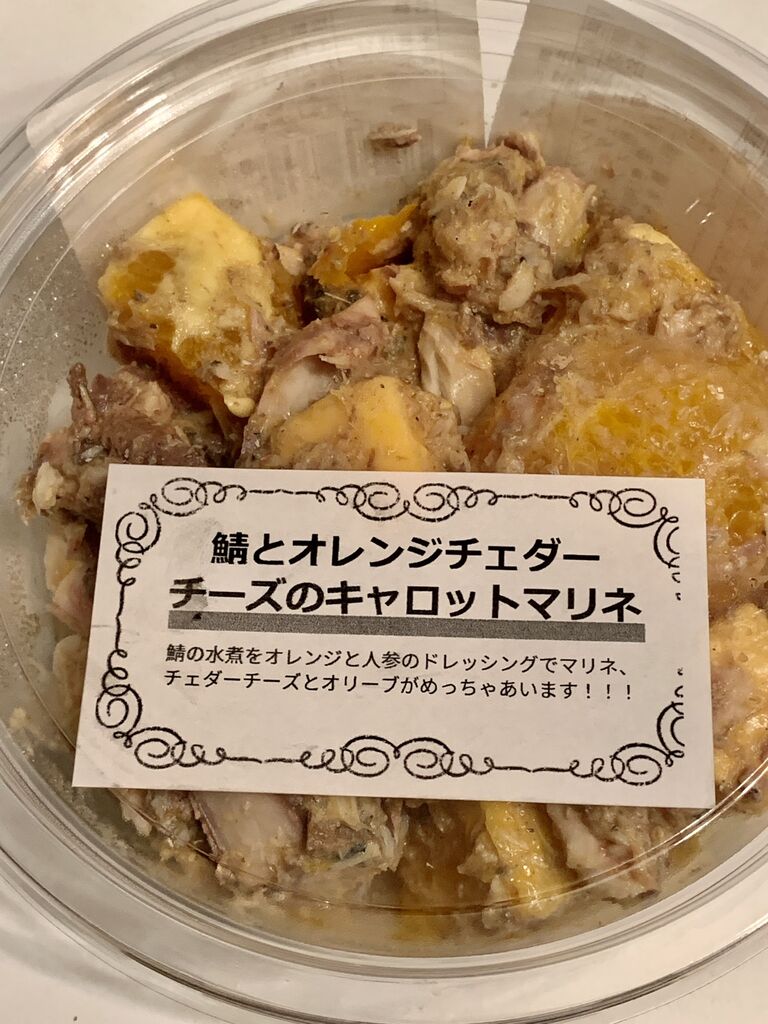 鯖とオレンジチェダー
チーズのキャロットマリネ
鯖の水煮をオレンジと人参のドレッシングでマリネ、
チェダーチーズとオリーブがめっちゃあいます！！！